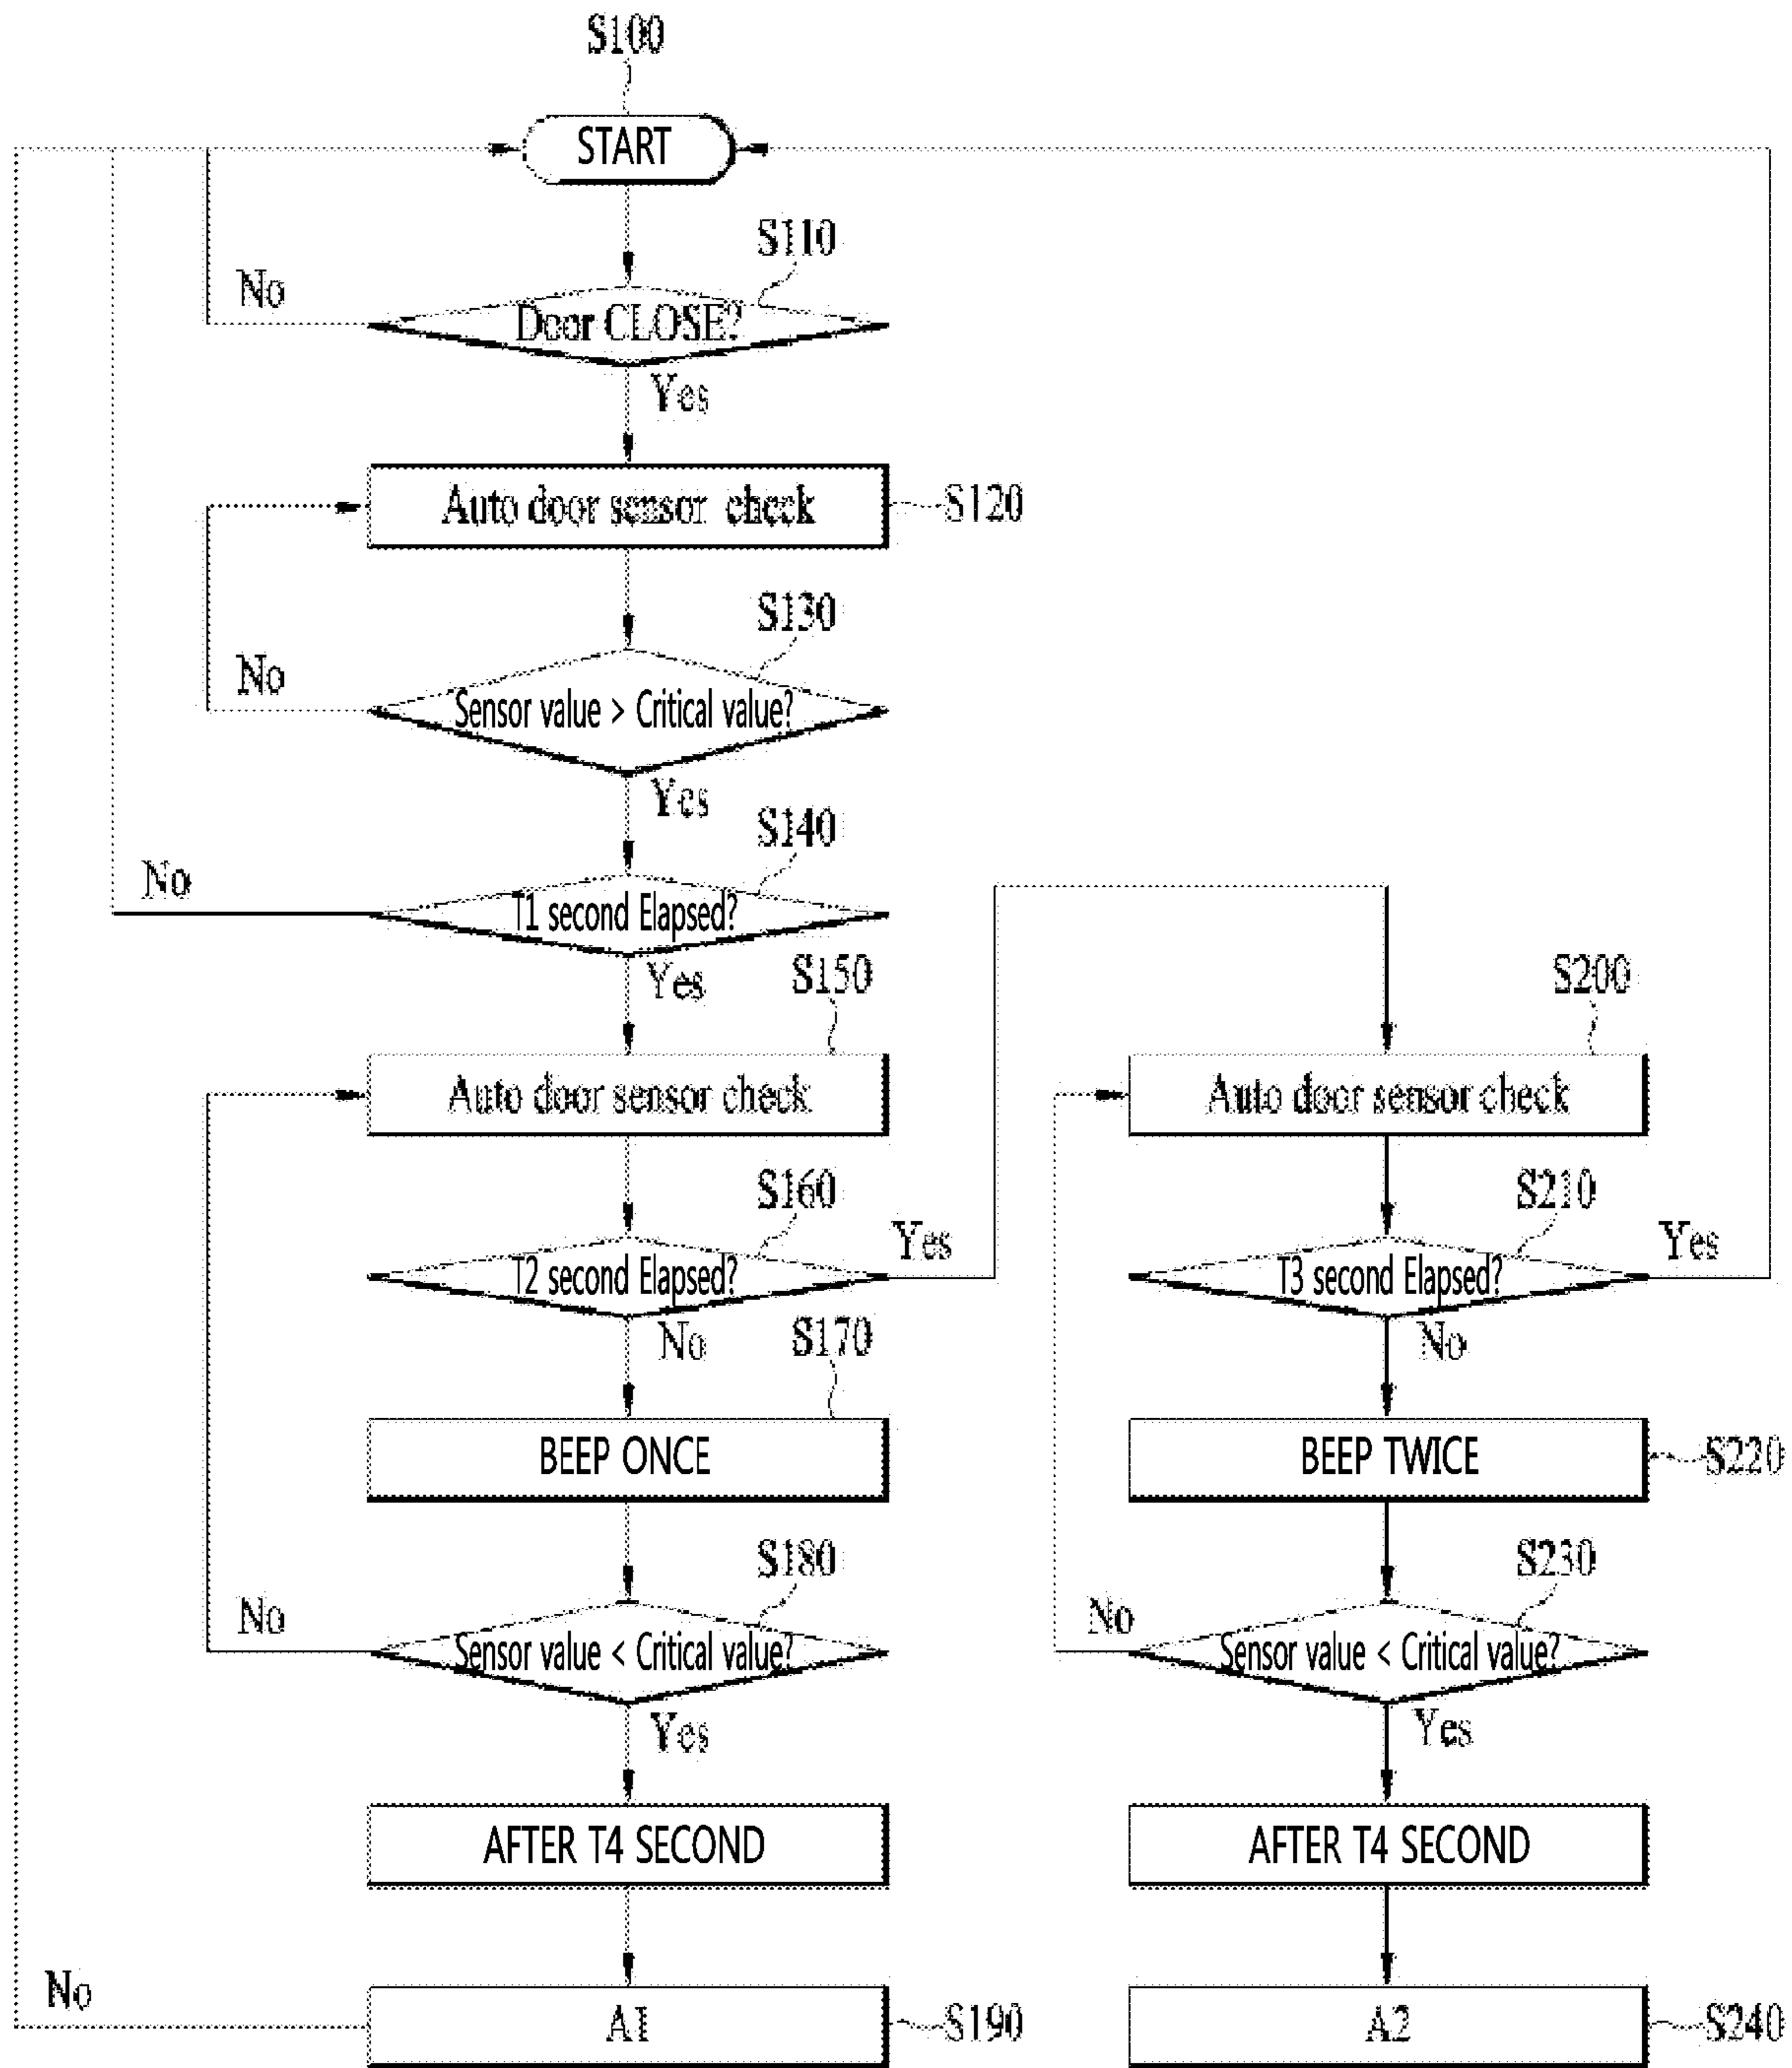 S100
START
S110
No
Door CLOSE?
Yes
Auto door sensor check
S120
S130
No
Sensor value > Critical value?
Yes
S140
No
T1 second Elapsed?
Yes
S150
S200
Auto door sensor check
Auto door sensor check
S160
S210
Yes
Yes
T2 second Elapsed?
T3 second Elapsed?
No
S170
No
BEEP ONCE
BEEP TWICE
S220
S180
S230
No
No
Sensor value < Critical value?
Sensor value < Critical value?
Yes
Yes
AFTER T4 SECOND
AFTER T4 SECOND
No
A1
S190
A2
S240